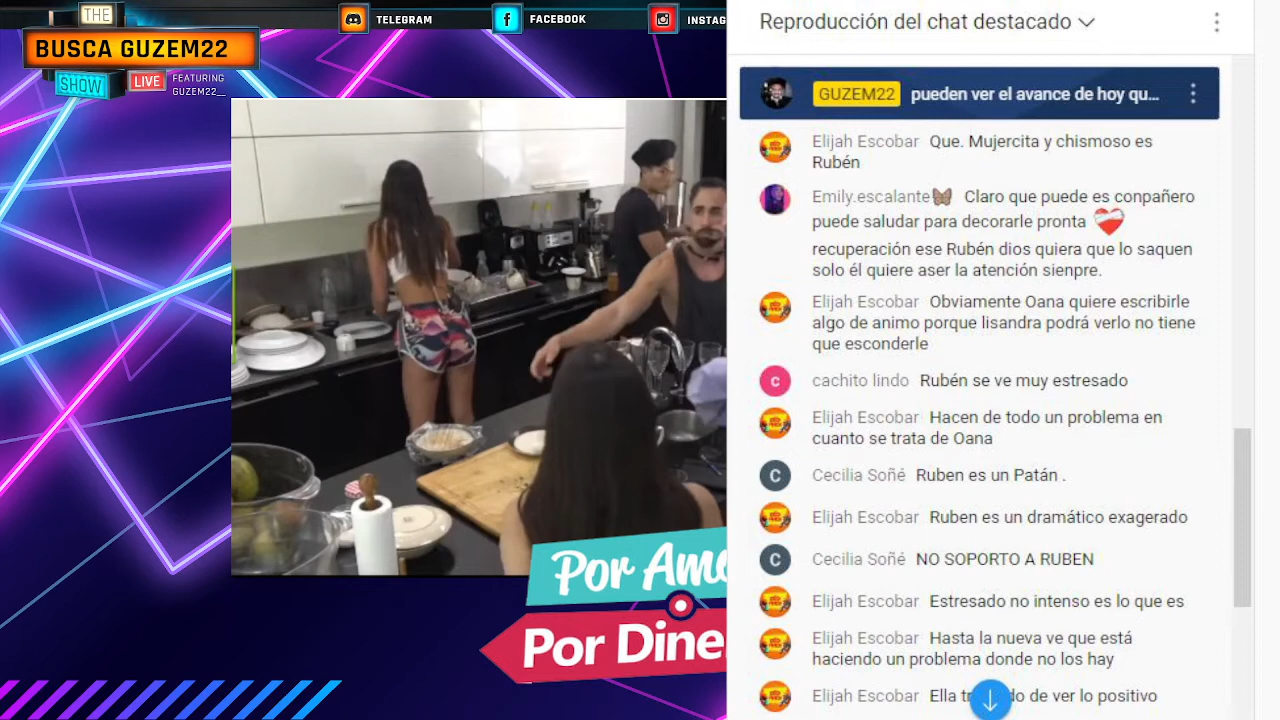 THE
BUSCA GUZEM22
SHOW
LIVE
FEATURING
GUZEM22__
TELEGRAM
FACEBOOK
INSTAG
Por Am
Por Dine
Reproducción del chat destacado
GUZEM22 pueden ver el avance de hoy qu...
Elijah Escobar Que. Mujercita y chismoso es
Rubén
Emily.escalante Claro que puede es conpañero
puede saludar para decorarle pronta
recuperación ese Rubén dios quiera que lo saquen
solo él quiere aser la atención sienpre.
Elijah Escobar Obviamente Oana quiere escribirle
algo de animo porque lisandra podrá verlo no tiene
que esconderle
c
cachito lindo Rubén se ve muy estresado
Elijah Escobar Hacen de todo un problema en
cuanto se trata de Oana
C
Cecilia Soñé Ruben es un Patán .
Elijah Escobar Ruben es un dramático exagerado
C
Cecilia Soñé NO SOPORTO A RUBEN
Elijah Escobar Estresado no intenso es lo que es
Elijah Escobar Hasta la nueva ve que está
haciendo un problema donde no los hay
Elijah Escobar Ella do de ver lo positivo